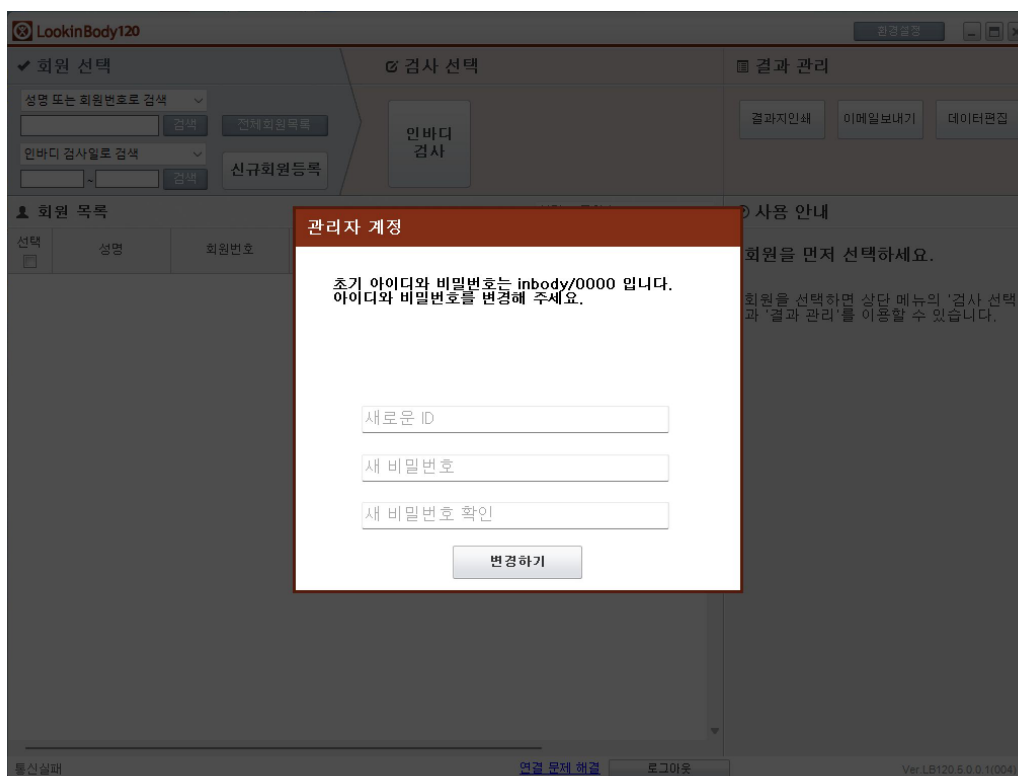 LookinBody120
환경설정
회원 선택
검사 선택
결과 관리
성명 또는 회원번호로 검색
검색
전체회원목록
인바디 검사일로 검색
~
검색
신규회원등록
인바디
검사
결과지인쇄
이메일보내기
데이터편집
회원 목록
선택
성명
회원번호
관리자 계정
초기 아이디와 비밀번호는 inbody/0000 입니다.
아이디와 비밀번호를 변경해 주세요.
새로운 ID
새 비밀번호
새 비밀번호 확인
변경하기
사용 안내
회원을 먼저 선택하세요.
회원을 선택하면 상단 메뉴의 '검사 선택
과 '결과 관리'를 이용할 수 있습니다.
통신실패
연결 문제 해결
로그아웃
Ver.LB120.5.0.0.1(004)